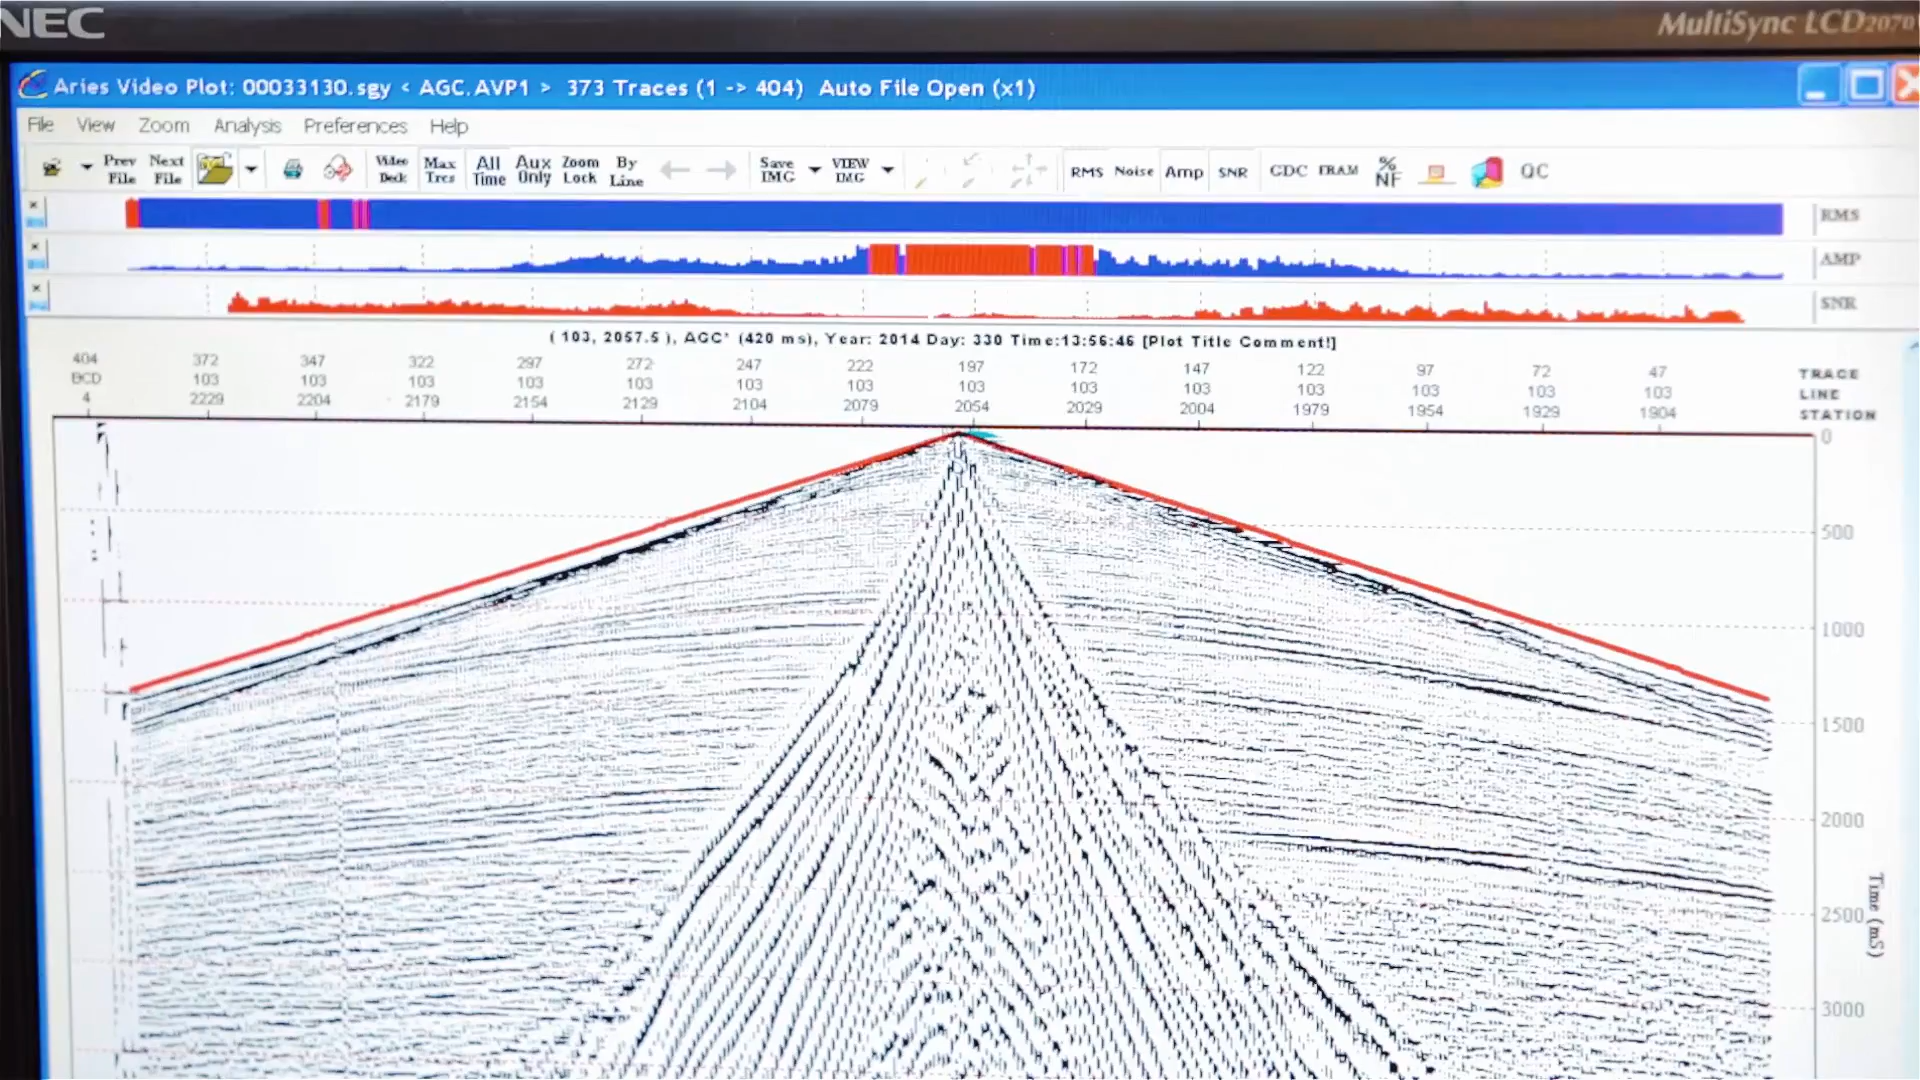 NEC
MultiSync LCD2070
Aries Video Plot: 00033130.sgy < AGC.AVP1 > 373 Traces (1 -> 404) Auto File Open (x1)
File View Zoom Analysis Preferences Help
Prev File Next File Video Deck Max Trcs All Time Aux Only Zoom Lock By Line Save IMG VIEW IMG RMS Noise Amp SNR GDC FRAM % NF QC
RMS
AMP
SNR
( 103, 2057.5 ), AGC* (420 ms), Year: 2014 Day: 330 Time:13:56:46 [Plot Title Comment!]
404 372 347 322 297 272 247 222 197 172 147 122 97 72 47 TRACE
103 103 103 103 103 103 103 103 103 103 103 103 103 103 LINE
4 2229 2204 2179 2154 2129 2104 2079 2054 2029 2004 1979 1954 1929 1904 STATION
0
500
1000
1500
2000
2500
3000
Time (mS)